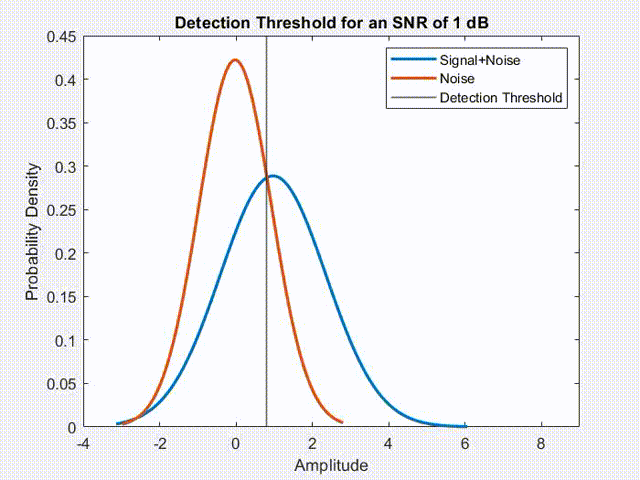 Detection Threshold for an SNR of 1 dB
0.45
0.4
0.35
0.3
0.25
0.2
0.15
0.1
0.05
0
Probability Density
Signal+Noise
Noise
Detection Threshold
-4 -2 0 2 4 6 8
Amplitude